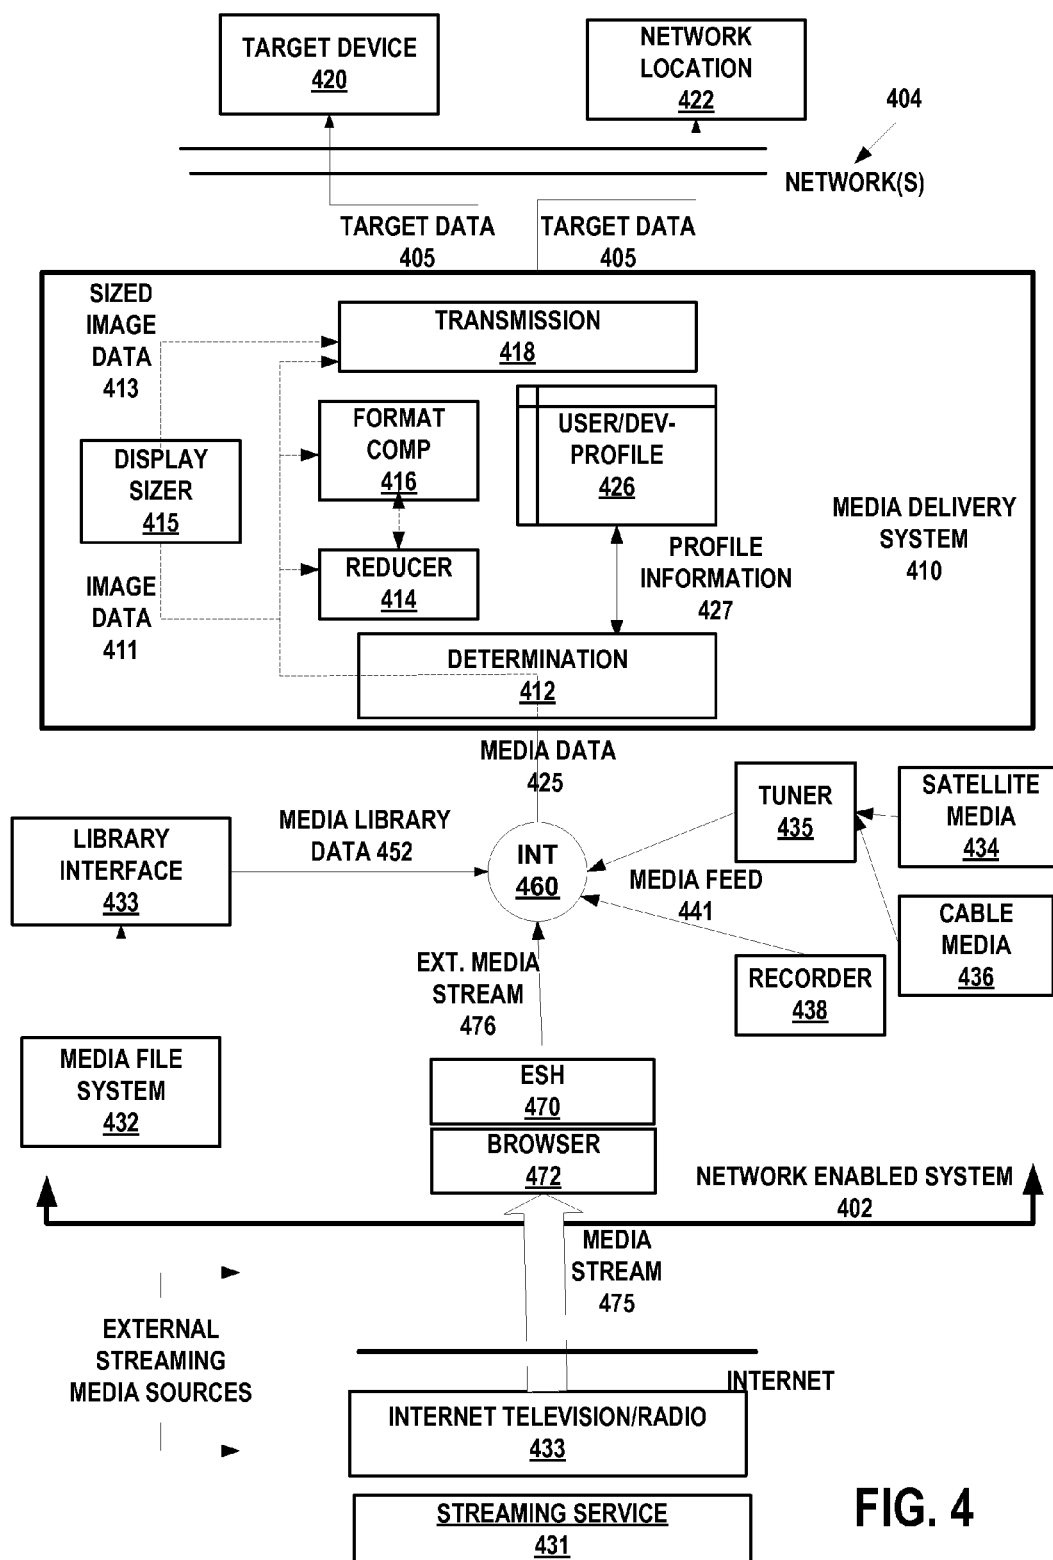 TARGET DEVICE
420
NETWORK
LOCATION
422
404
NETWORK(S)
TARGET DATA
405
TARGET DATA
405
SIZED
IMAGE
DATA
413
TRANSMISSION
418
FORMAT
COMP
416
USER/DEV-
PROFILE
426
DISPLAY
SIZER
415
MEDIA DELIVERY
SYSTEM
410
REDUCER
414
PROFILE
INFORMATION
427
IMAGE
DATA
411
DETERMINATION
412
MEDIA DATA
425
TUNER
435
SATELLITE
MEDIA
434
LIBRARY
INTERFACE
433
MEDIA LIBRARY
DATA 452
INT
460
MEDIA FEED
441
CABLE
MEDIA
436
EXT. MEDIA
STREAM
476
RECORDER
438
MEDIA FILE
SYSTEM
432
ESH
470
BROWSER
472
NETWORK ENABLED SYSTEM
402
MEDIA
STREAM
475
EXTERNAL
STREAMING
MEDIA SOURCES
INTERNET
INTERNET TELEVISION/RADIO
433
STREAMING SERVICE
431
FIG. 4